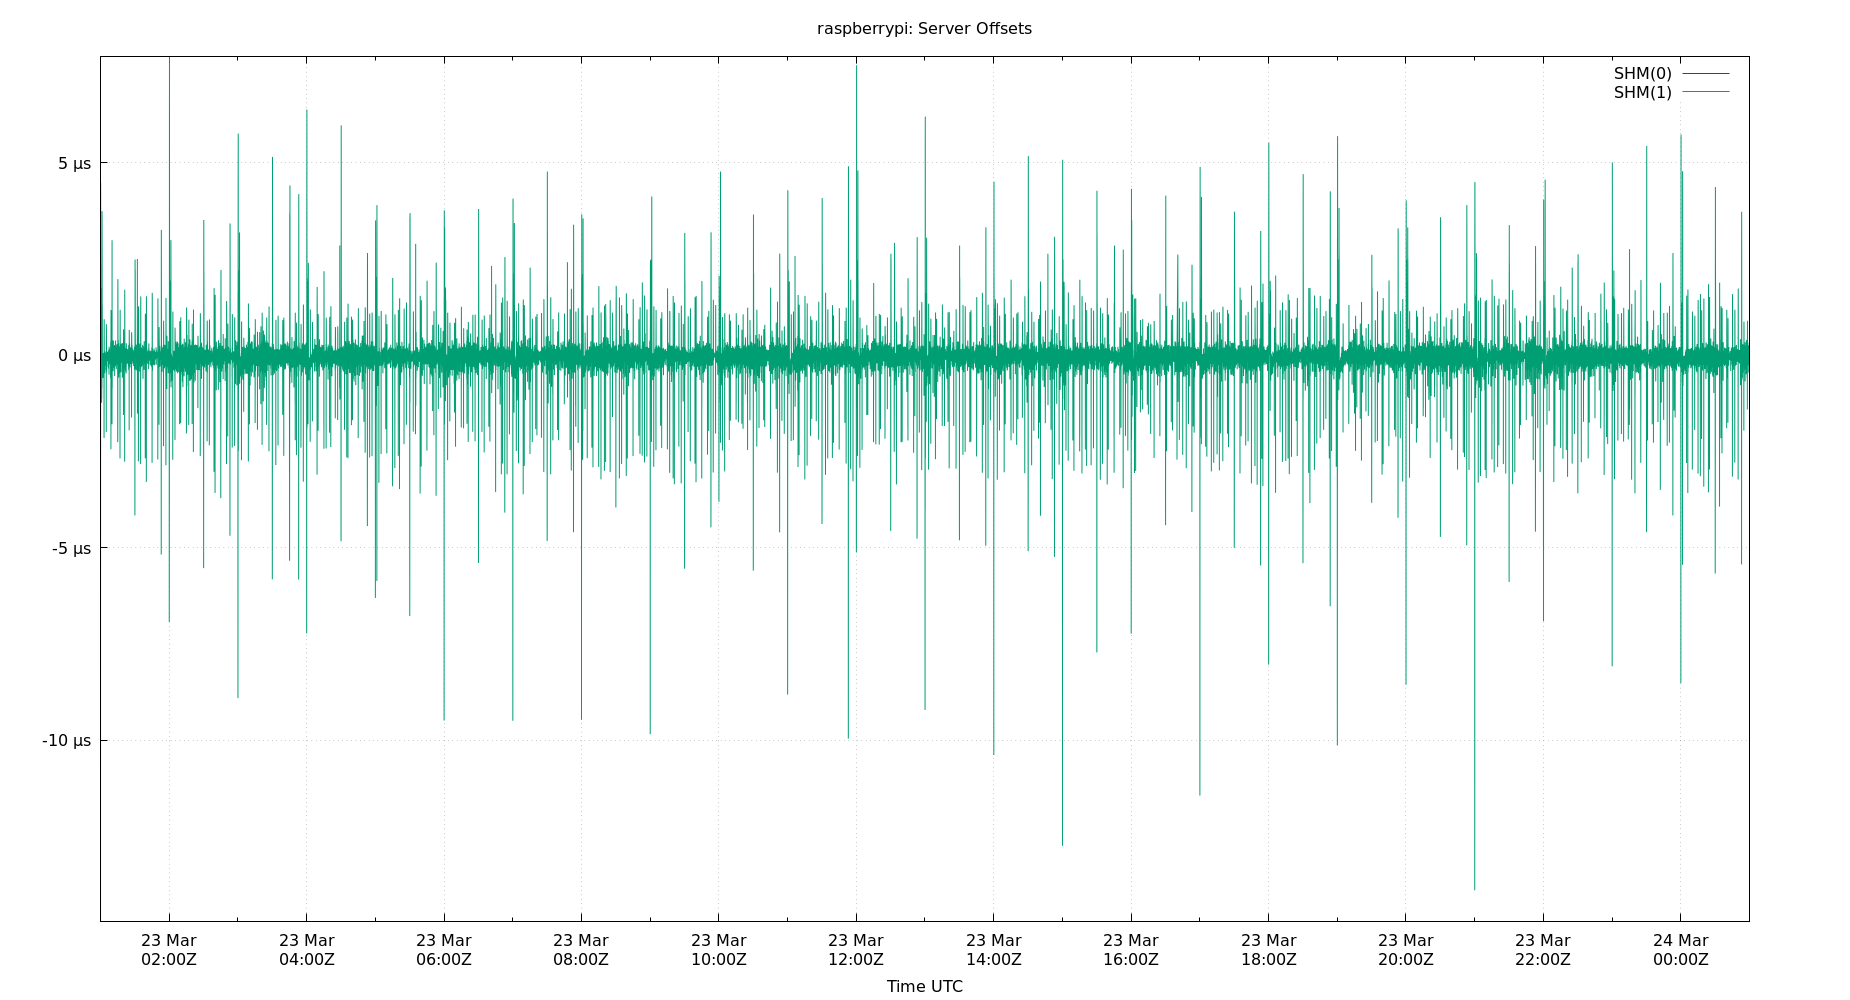 raspberrypi: Server Offsets
SHM(0)
SHM(1)
5 µs
0 µs
-5 µs
-10 µs
23 Mar 23 Mar 23 Mar 23 Mar 23 Mar 23 Mar 23 Mar 23 Mar 23 Mar 23 Mar 23 Mar 24 Mar
02:00Z 04:00Z 06:00Z 08:00Z 10:00Z 12:00Z 14:00Z 16:00Z 18:00Z 20:00Z 22:00Z 00:00Z
Time UTC